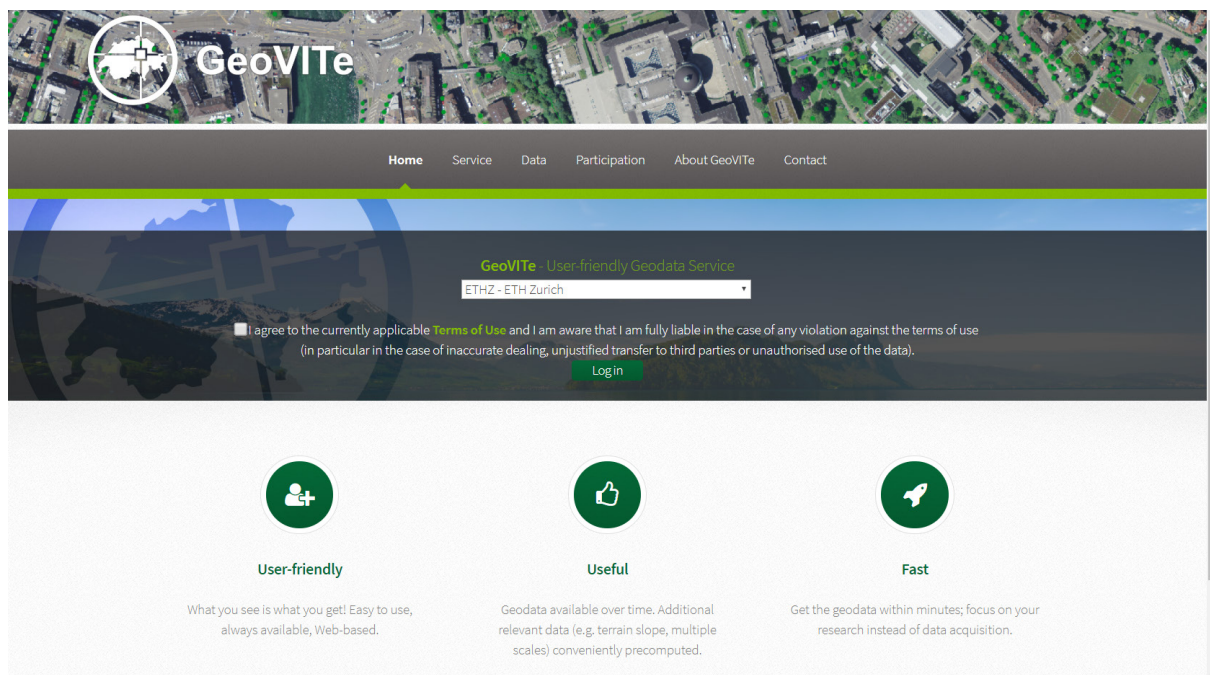 GeoVITe
Home Service Data Participation About GeoVITe Contact
GeoVITe - User-friendly Geodata Service
ETHZ - ETH Zurich
I agree to the currently applicable Terms of Use and I am aware that I am fully liable in the case of any violation against the terms of use
(in particular in the case of inaccurate dealing, unjustified transfer to third parties or unauthorised use of the data).
Log in
User-friendly
What you see is what you get! Easy to use,
always available, Web-based.
Useful
Geodata available over time. Additional
relevant data (e.g. terrain slope, multiple
scales) conveniently precomputed.
Fast
Get the geodata within minutes; focus on your
research instead of data acquisition.